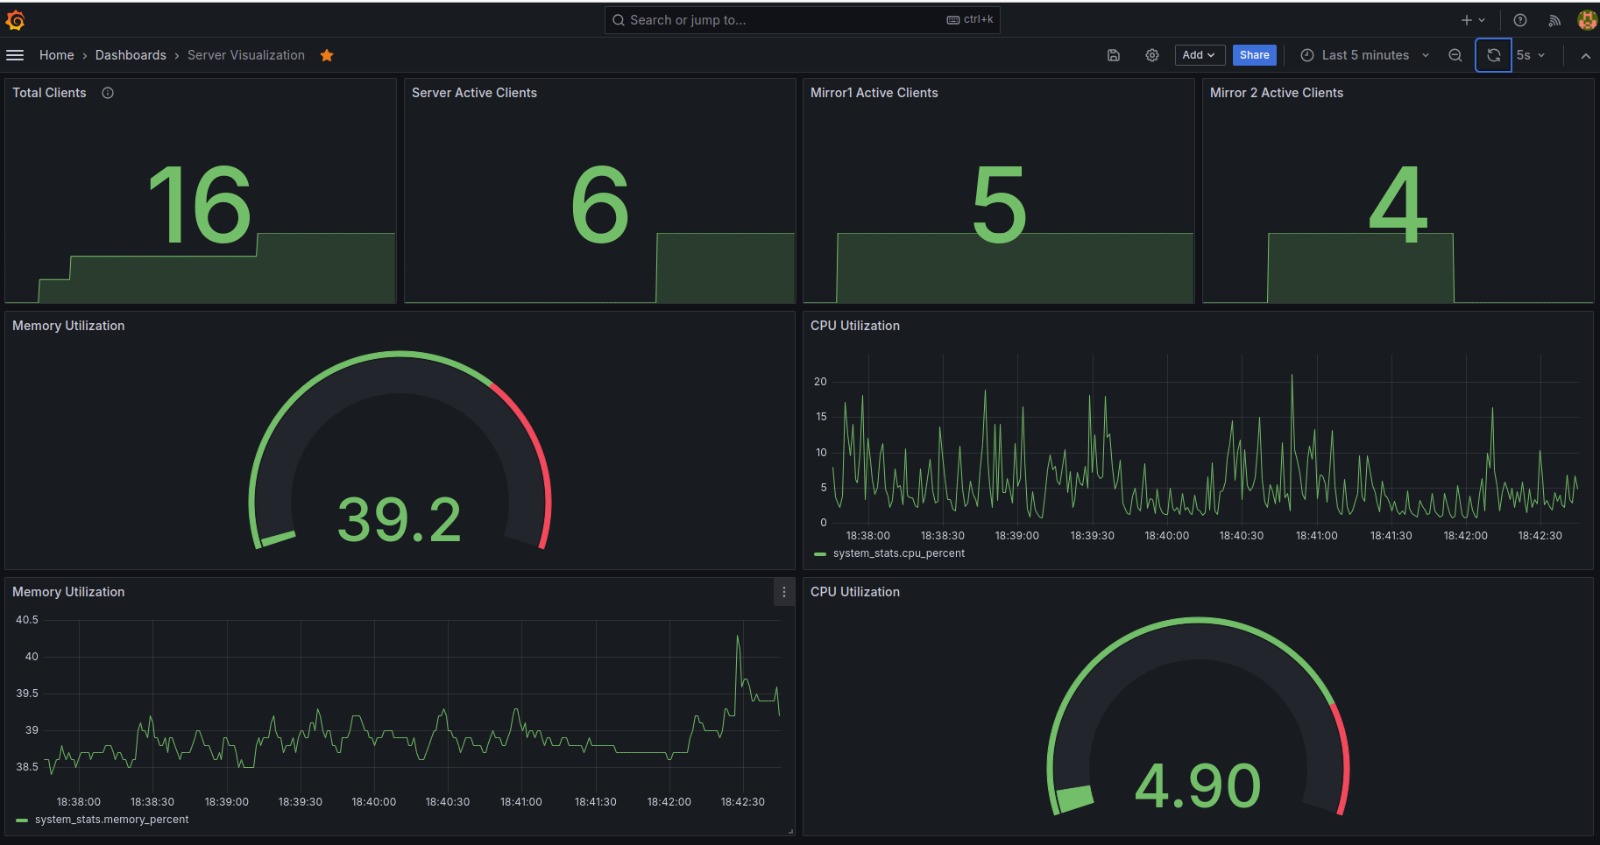 Search or jump to...
ctrl+k
Home › Dashboards › Server Visualization
Add
Share
Last 5 minutes
5s
Total Clients
Server Active Clients
Mirror1 Active Clients
Mirror 2 Active Clients
16
6
5
4
Memory Utilization
39.2
CPU Utilization
20
15
10
5
0
18:38:00 18:38:30 18:39:00 18:39:30 18:40:00 18:40:30 18:41:00 18:41:30 18:42:00 18:42:30
system_stats.cpu_percent
Memory Utilization
40.5
40
39.5
39
38.5
18:38:00 18:38:30 18:39:00 18:39:30 18:40:00 18:40:30 18:41:00 18:41:30 18:42:00 18:42:30
system_stats.memory_percent
CPU Utilization
4.90